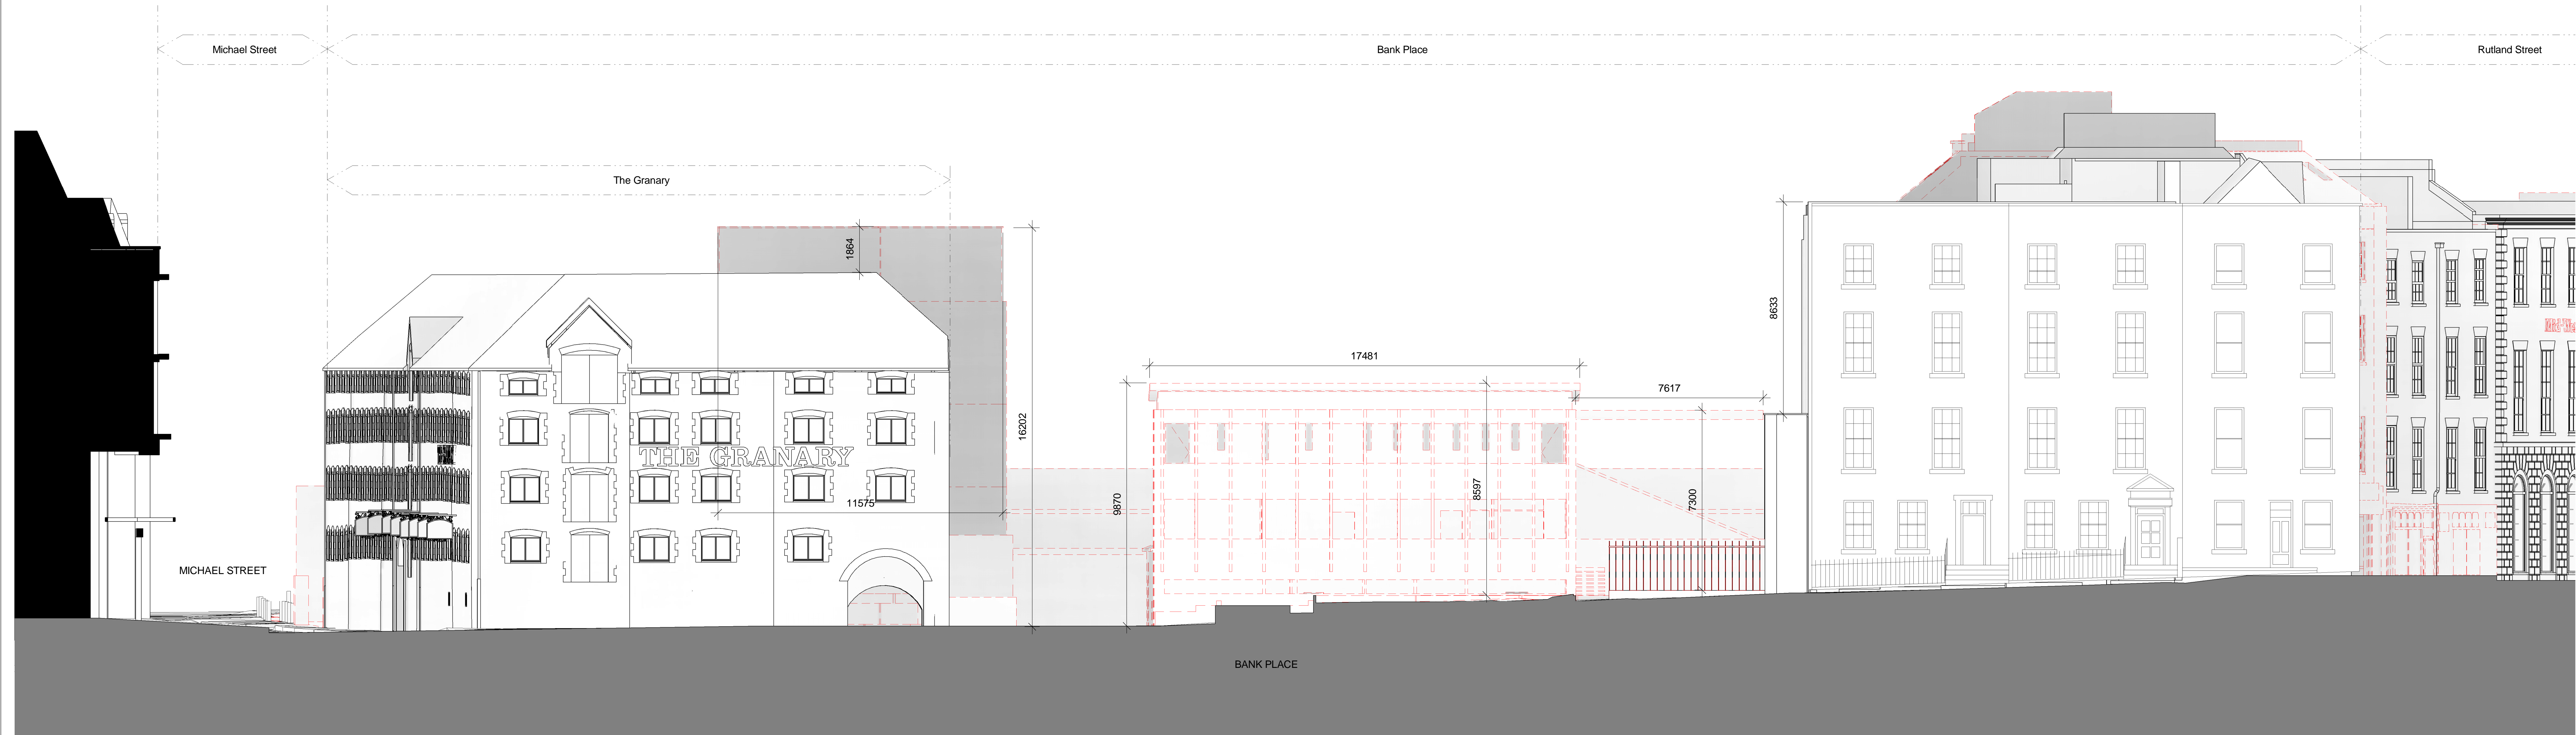 Michael Street
Bank Place
Rutland Street
The Granary
1864
8633
17481
7617
16202
THE GRANARY
11575
9870
8597
7300
MICHAEL STREET
BANK PLACE